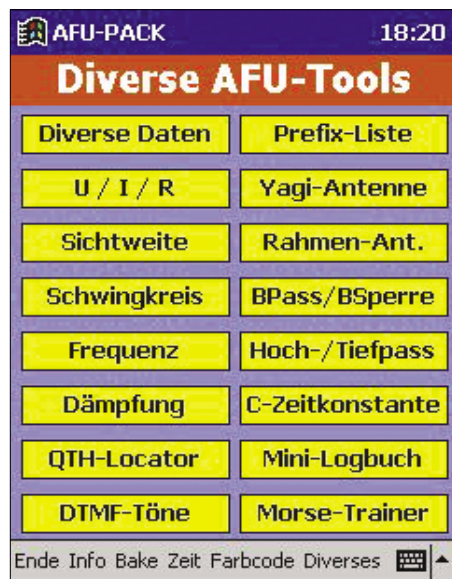 AFU-PACK 18:20
Diverse AFU-Tools
Diverse Daten Prefix-Liste
U / I / R Yagi-Antenne
Sichtweite Rahmen-Ant.
Schwingkreis BPass/BSperre
Frequenz Hoch-/Tiefpass
Dämpfung C-Zeitkonstante
QTH-Locator Mini-Logbuch
DTMF-Töne Morse-Trainer
Ende Info Bake Zeit Farbcode Diverses